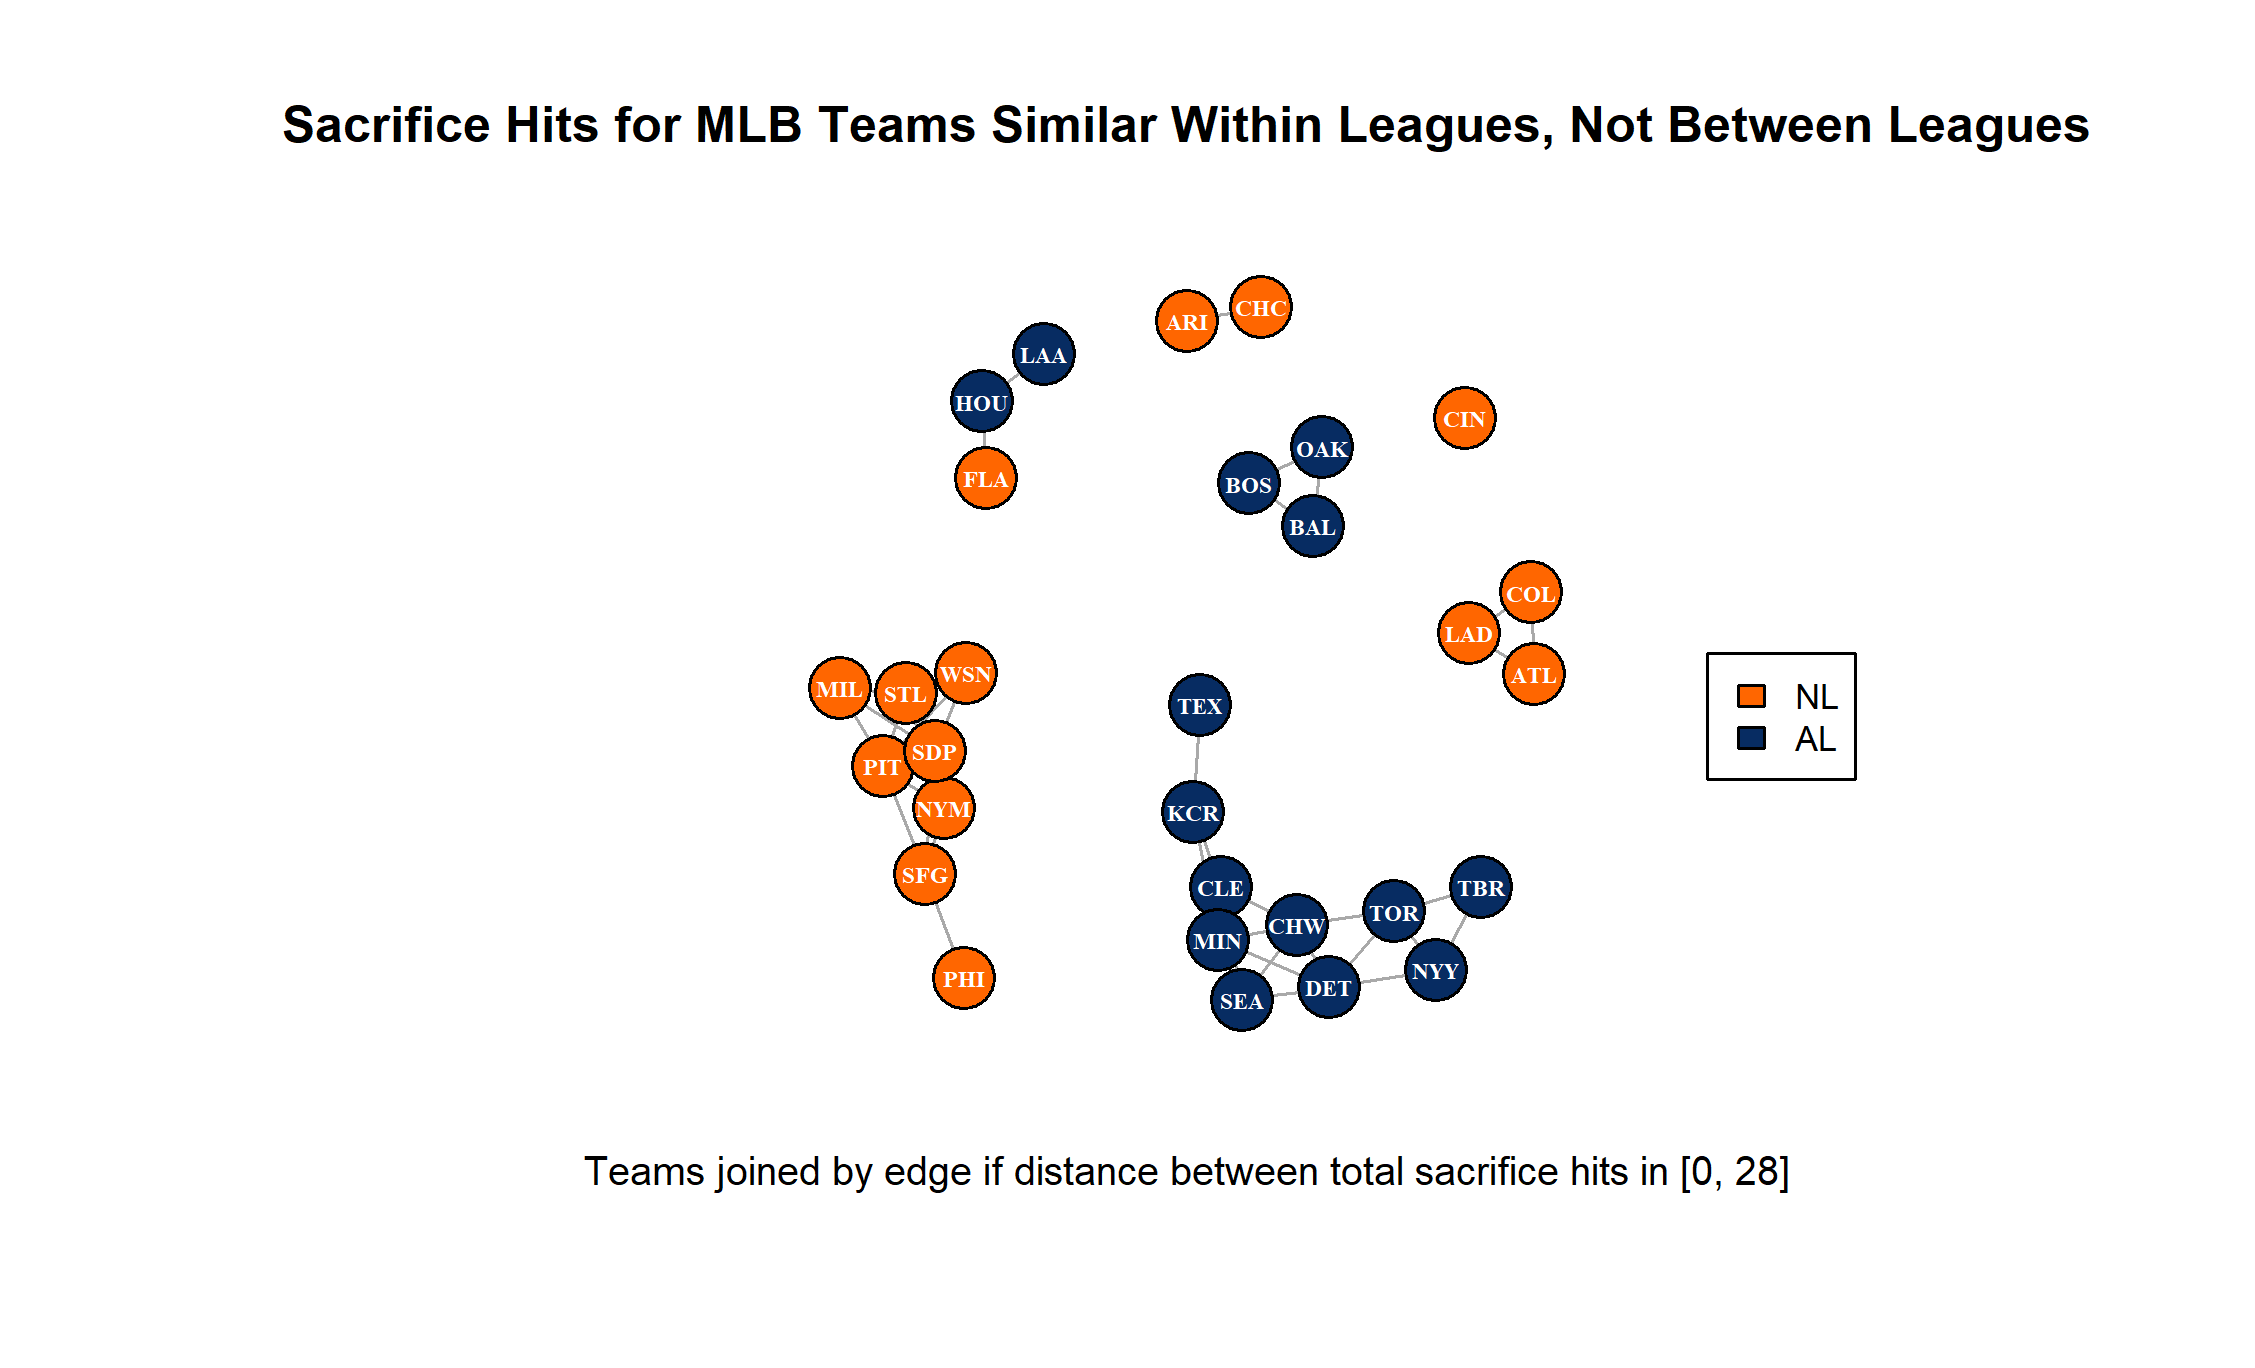 Sacrifice Hits for MLB Teams Similar Within Leagues, Not Between Leagues
CHC
ARI
LAA
HOU
CIN
OAK
FLA
BOS
BAL
COL
LAD
WSN
ATL
MIL
STL
TEX
NL
AL
SDP
PIT
NYM
KCR
SFG
CLE
TBR
TOR
CHW
MIN
NYY
PHI
DET
SEA
Teams joined by edge if distance between total sacrifice hits in [0, 28]